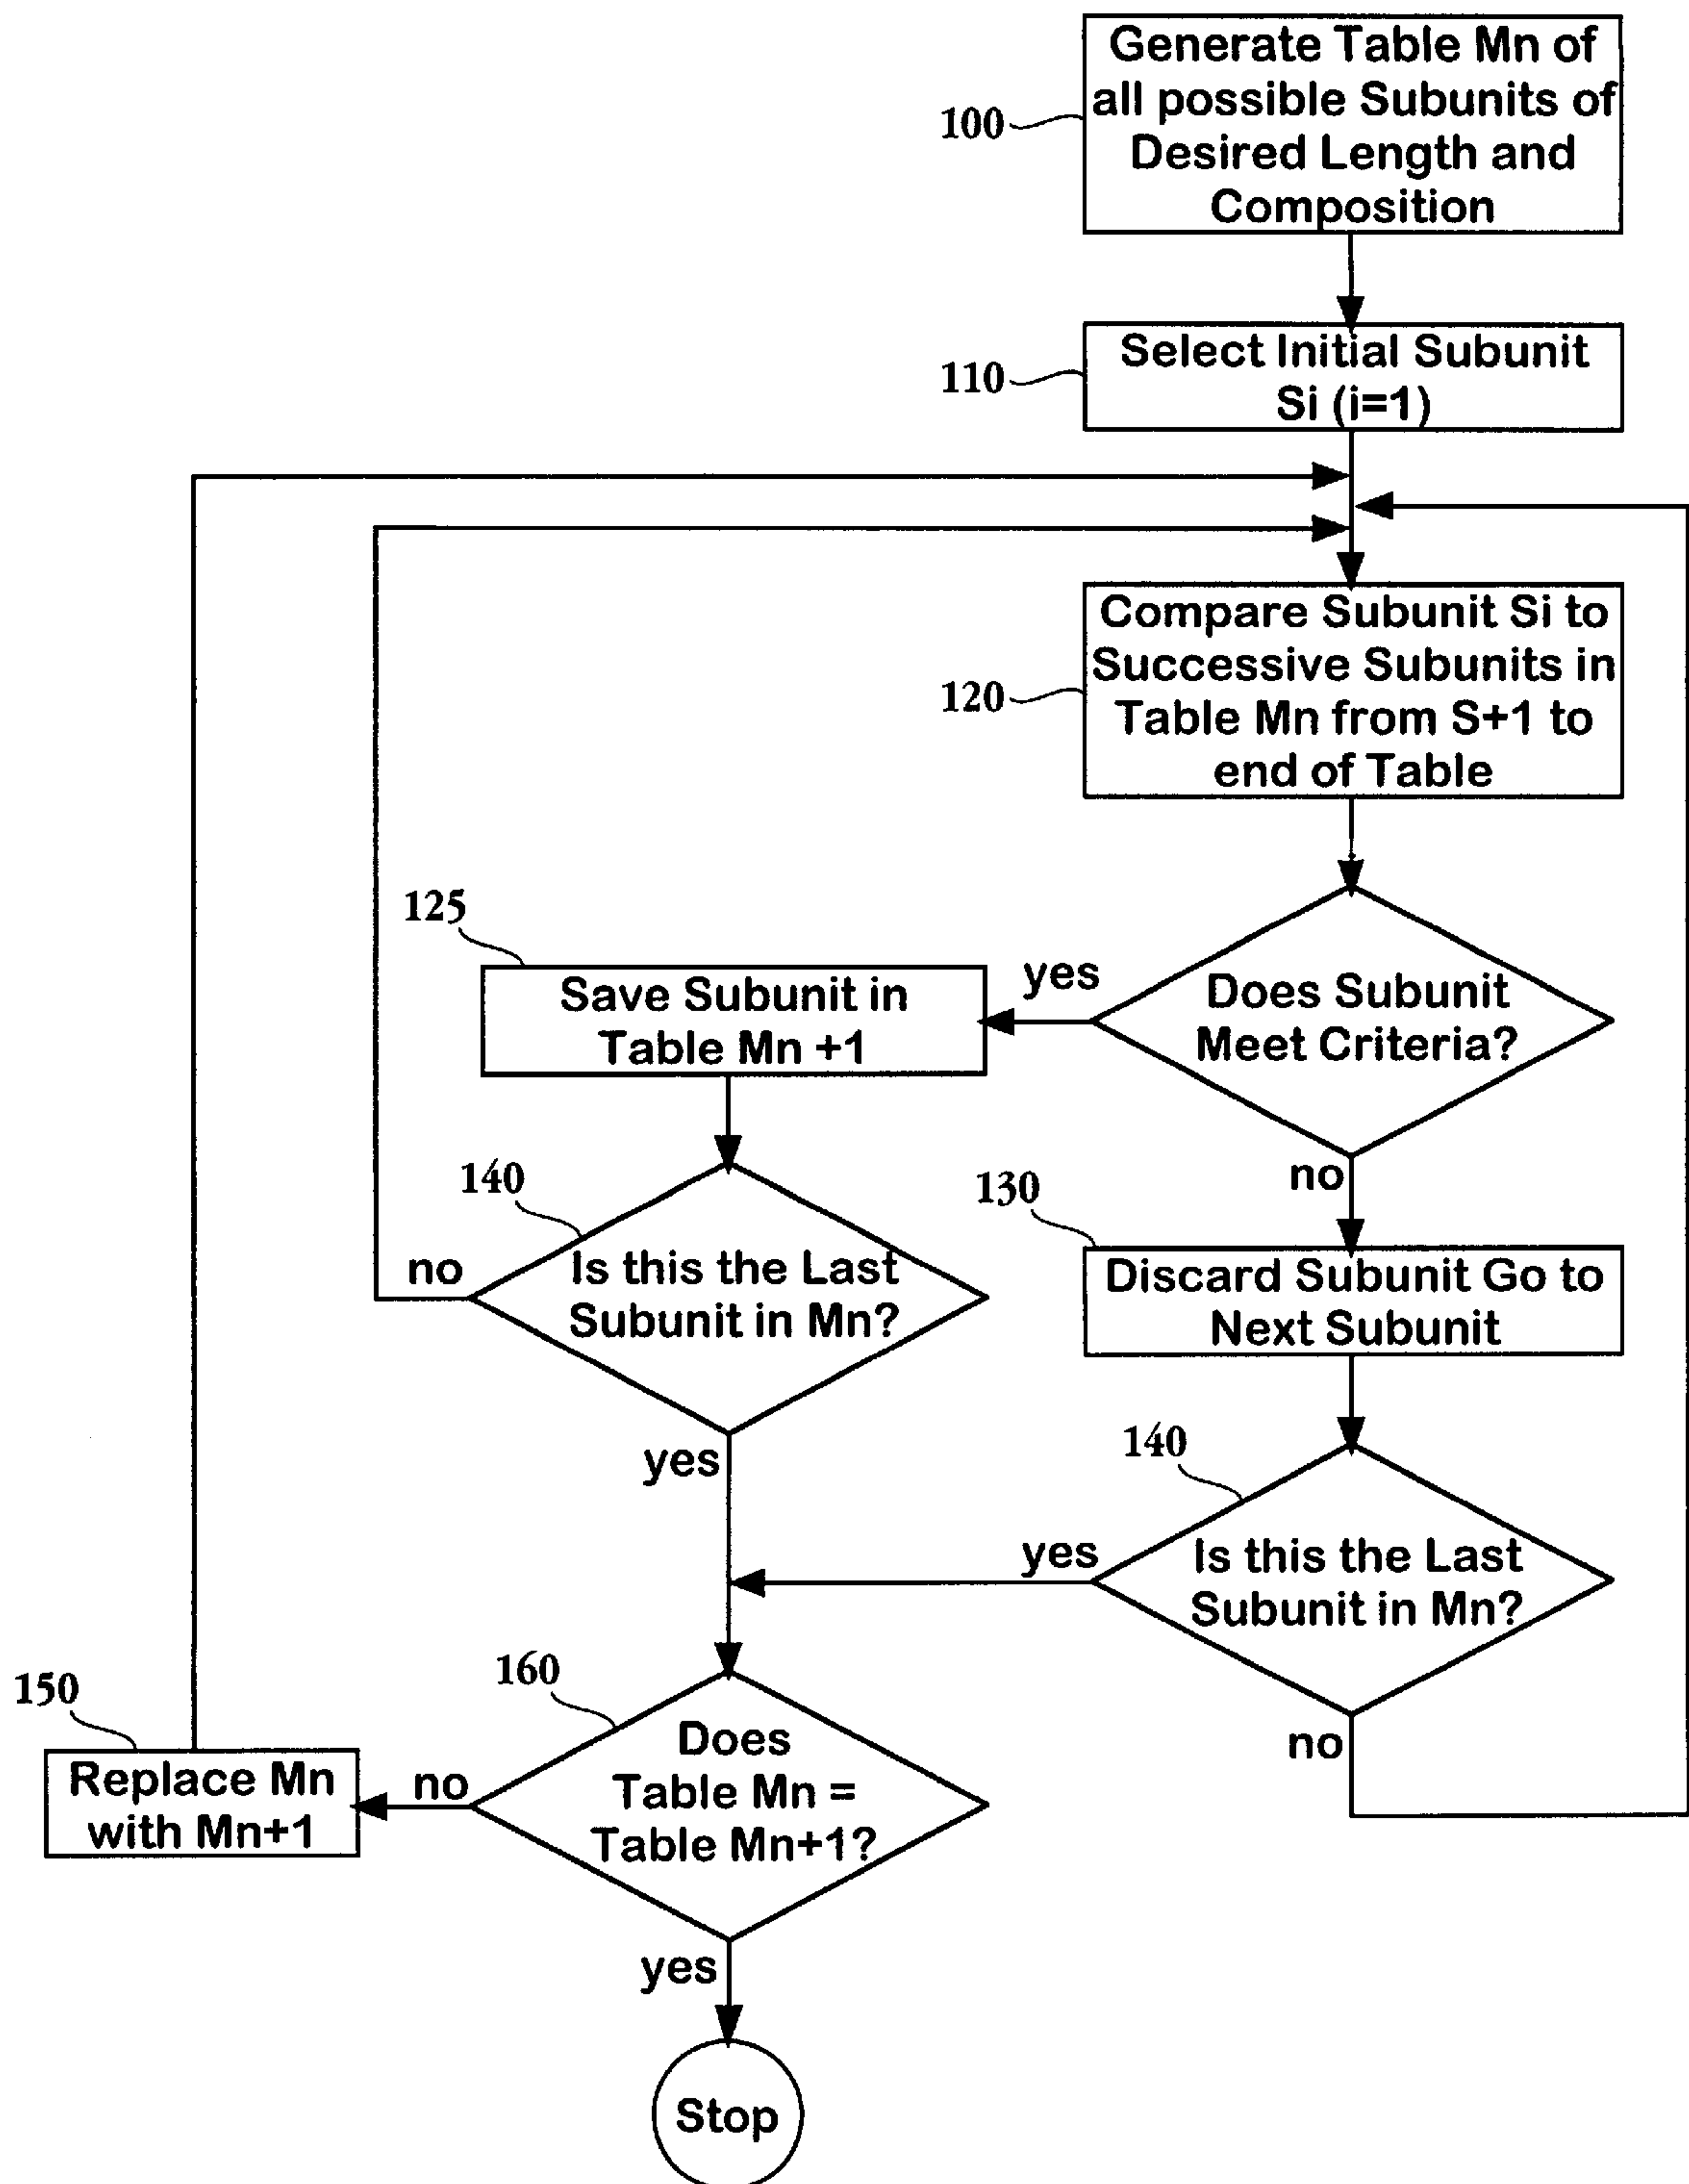 Generate Table Mn of
all possible Subunits of
Desired Length and
Composition
100
Select Initial Subunit
Si (i=1)
110
Compare Subunit Si to
Successive Subunits in
Table Mn from S+1 to
end of Table
120
Does Subunit
Meet Criteria?
yes
no
125
Save Subunit in
Table Mn +1
130
Discard Subunit Go to
Next Subunit
140
Is this the Last
Subunit in Mn?
no
yes
140
Is this the Last
Subunit in Mn?
yes
no
160
Does
Table Mn =
Table Mn+1?
no
yes
150
Replace Mn
with Mn+1
Stop